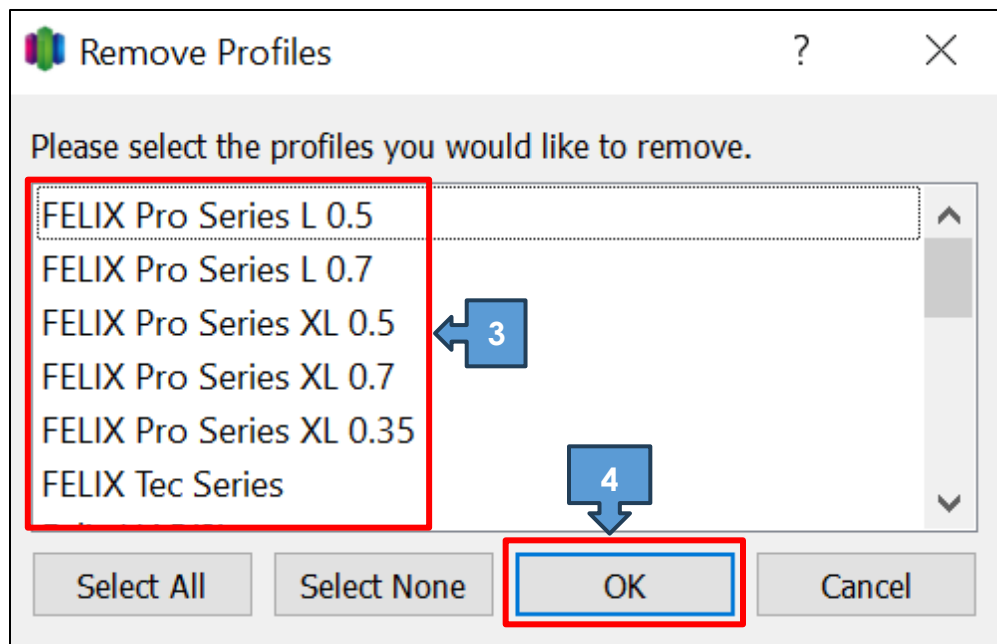 Remove Profiles ?
Please select the profiles you would like to remove.
FELIX Pro Series L 0.5
FELIX Pro Series L 0.7
FELIX Pro Series XL 0.5
3
FELIX Pro Series XL 0.7
FELIX Pro Series XL 0.35
FELIX Tec Series
4
Select All
Select None
OK
Cancel